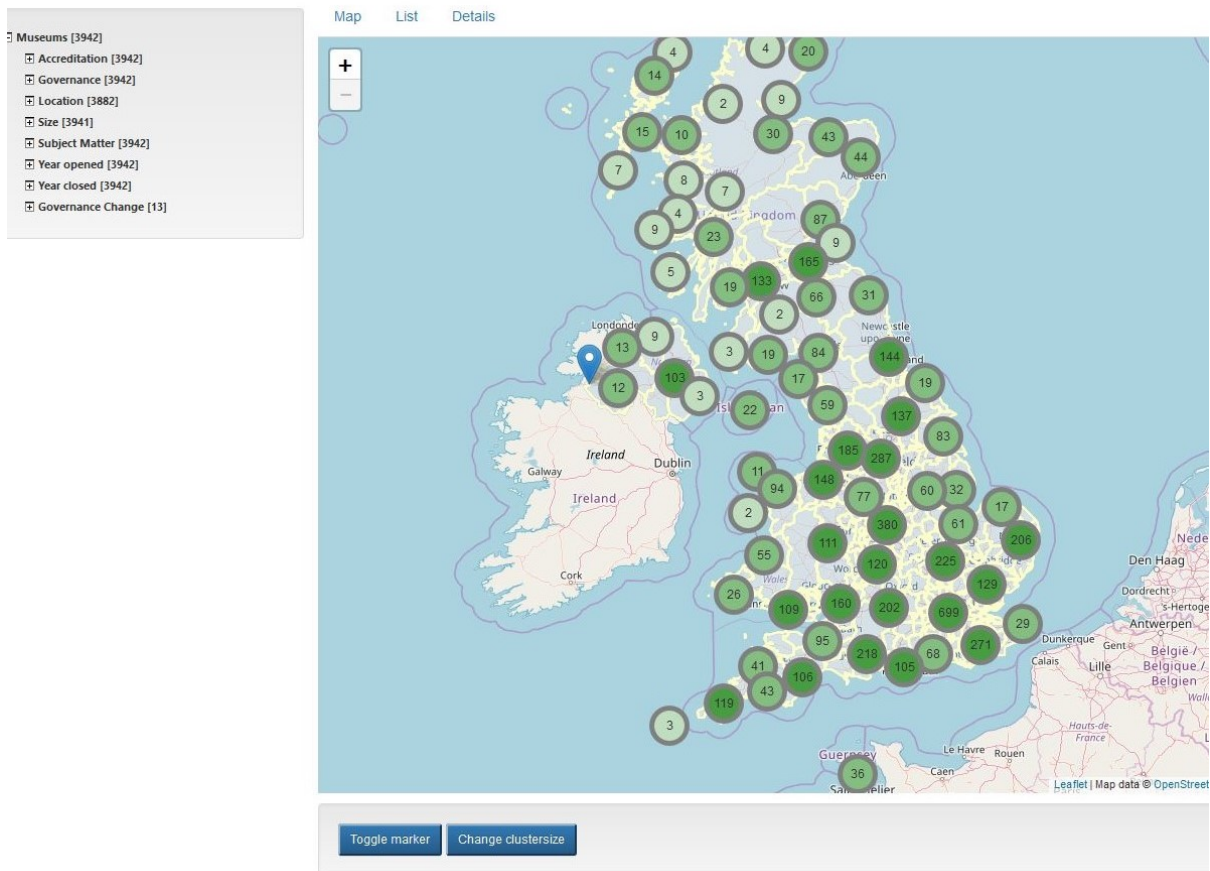 Map List Details
Museums [3942]
Accreditation [3942]
Governance [3942]
Location [3882]
Size [3941]
Subject Matter [3942]
Year opened [3942]
Year closed [3942]
Governance Change [13]
+
−
4
4
20
14
2
9
15
10
30
43
44
7
8
7
4
9
23
87
9
5
165
19
133
66
31
2
Londonde
9
13
3
19
84
144
12
103
3
17
19
22
59
137
83
185
287
Ireland
Dublin
Galway
Ireland
11
94
148
77
60
32
17
2
380
61
206
111
55
120
225
129
Den Haag
Dordrecht
's-Hertoge
Antwerpen
Cork
Wales
26
109
160
202
699
29
Dunkerque
Gent
België /
Belgique /
Belgien
Calais
Lille
95
218
105
68
271
41
43
106
119
3
Hauts-de-
France
Le Havre
Rouen
Caen
36
Leaflet | Map data © OpenStreet
Toggle marker Change clustersize